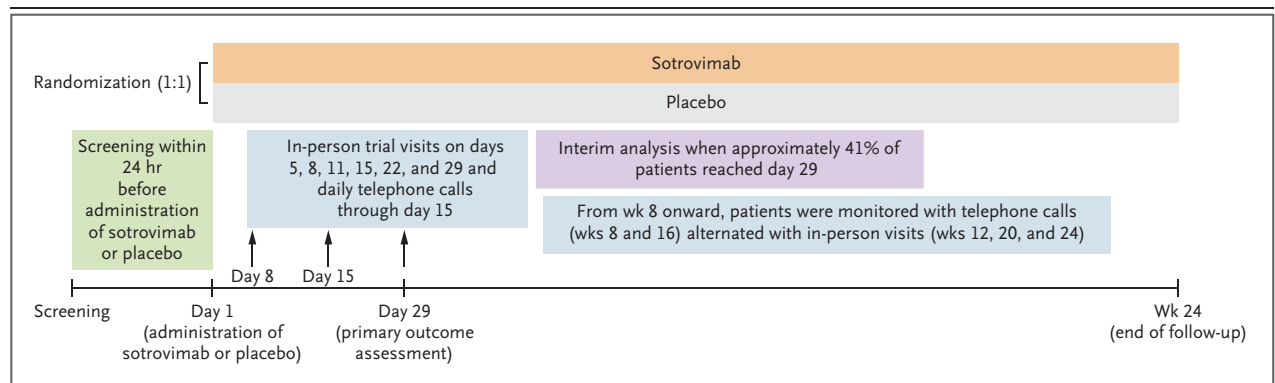 Sotrovimab
Randomization (1:1)
Placebo
Screening within
24 hr
before
administration
of sotrovimab
or placebo
In-person trial visits on days
5, 8, 11, 15, 22, and 29 and
daily telephone calls
through day 15
Interim analysis when approximately 41% of
patients reached day 29
From wk 8 onward, patients were monitored with telephone calls
(wks 8 and 16) alternated with in-person visits (wks 12, 20, and 24)
Day 8
Day 15
Screening
Day 1
(administration of
sotrovimab or placebo)
Day 29
(primary outcome
assessment)
Wk 24
(end of follow-up)